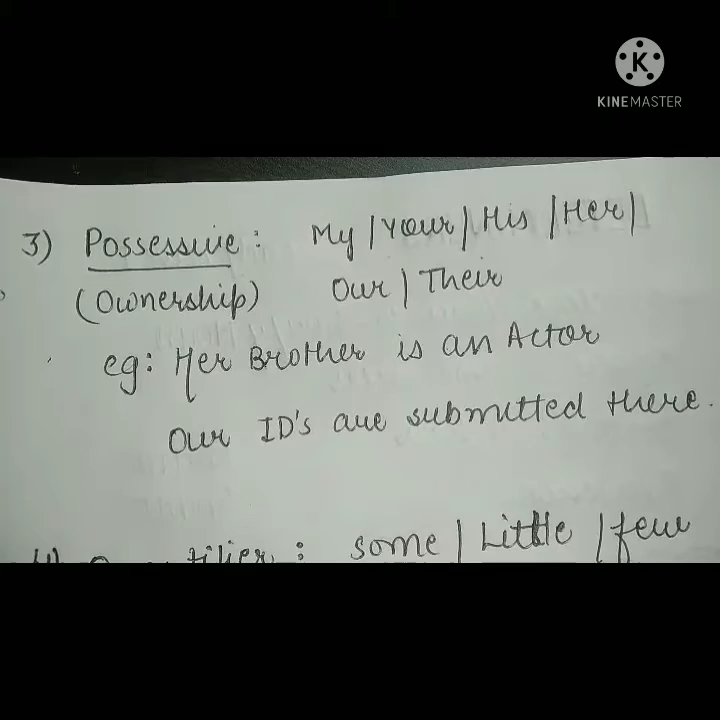 KINEMASTER
3) Possessive : My / Your / His / Her /
(Ownership) Our / Their
eg: Her Brother is an Actor
Our ID's are submitted there.
: some / Little / few